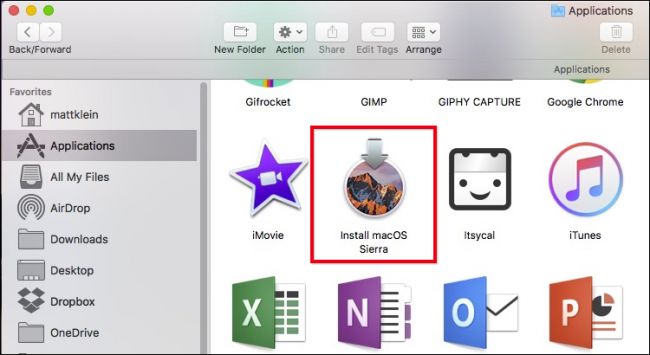 Applications
Back/Forward
New Folder
Action
Share
Edit Tags
Arrange
Delete
Applications
Favorites
mattklein
Applications
All My Files
AirDrop
Downloads
Desktop
Dropbox
OneDrive
Gifrocket
GIMP
GIPHY CAPTURE
Google Chrome
iMovie
Install macOS
Sierra
Itsycal
iTunes
X
N
O
P